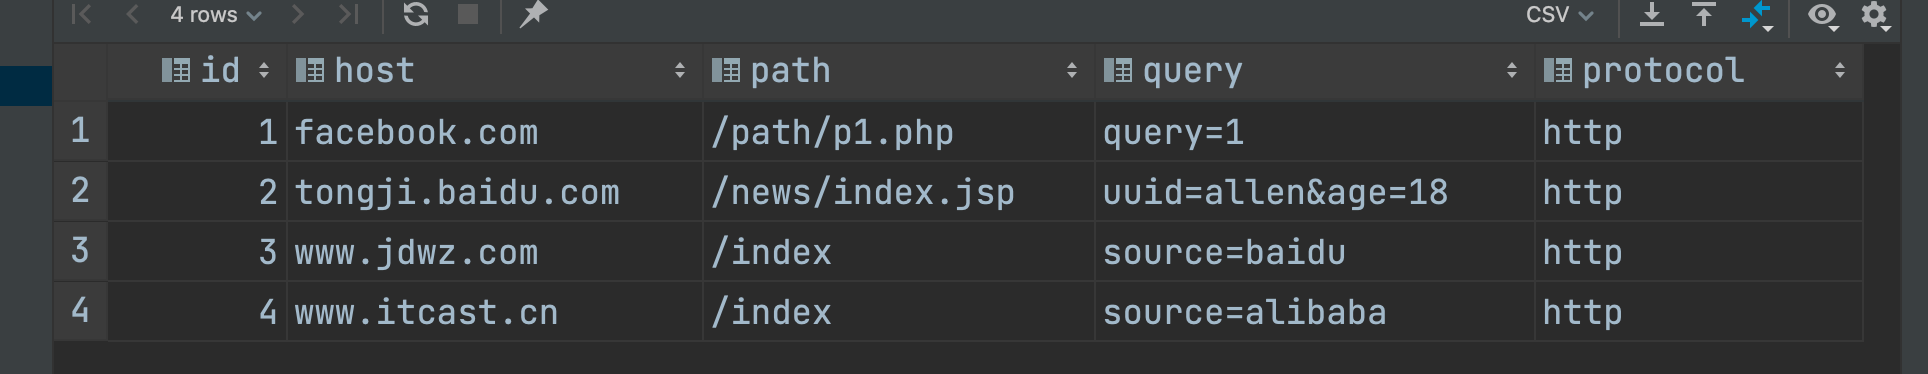 4 rows CSV
id host path query protocol
1 1 facebook.com /path/p1.php query=1 http
2 2 tongji.baidu.com /news/index.jsp uuid=allen&age=18 http
3 3 www.jdwz.com /index source=baidu http
4 4 www.itcast.cn /index source=alibaba http